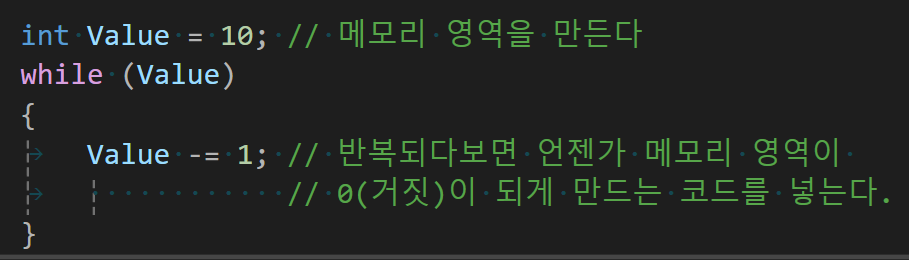 int Value = 10; // 메모리 영역을 만든다
while (Value)
{
Value -= 1; // 반복되다보면 언젠가 메모리 영역이
// 0(거짓)이 되게 만드는 코드를 넣는다.
}